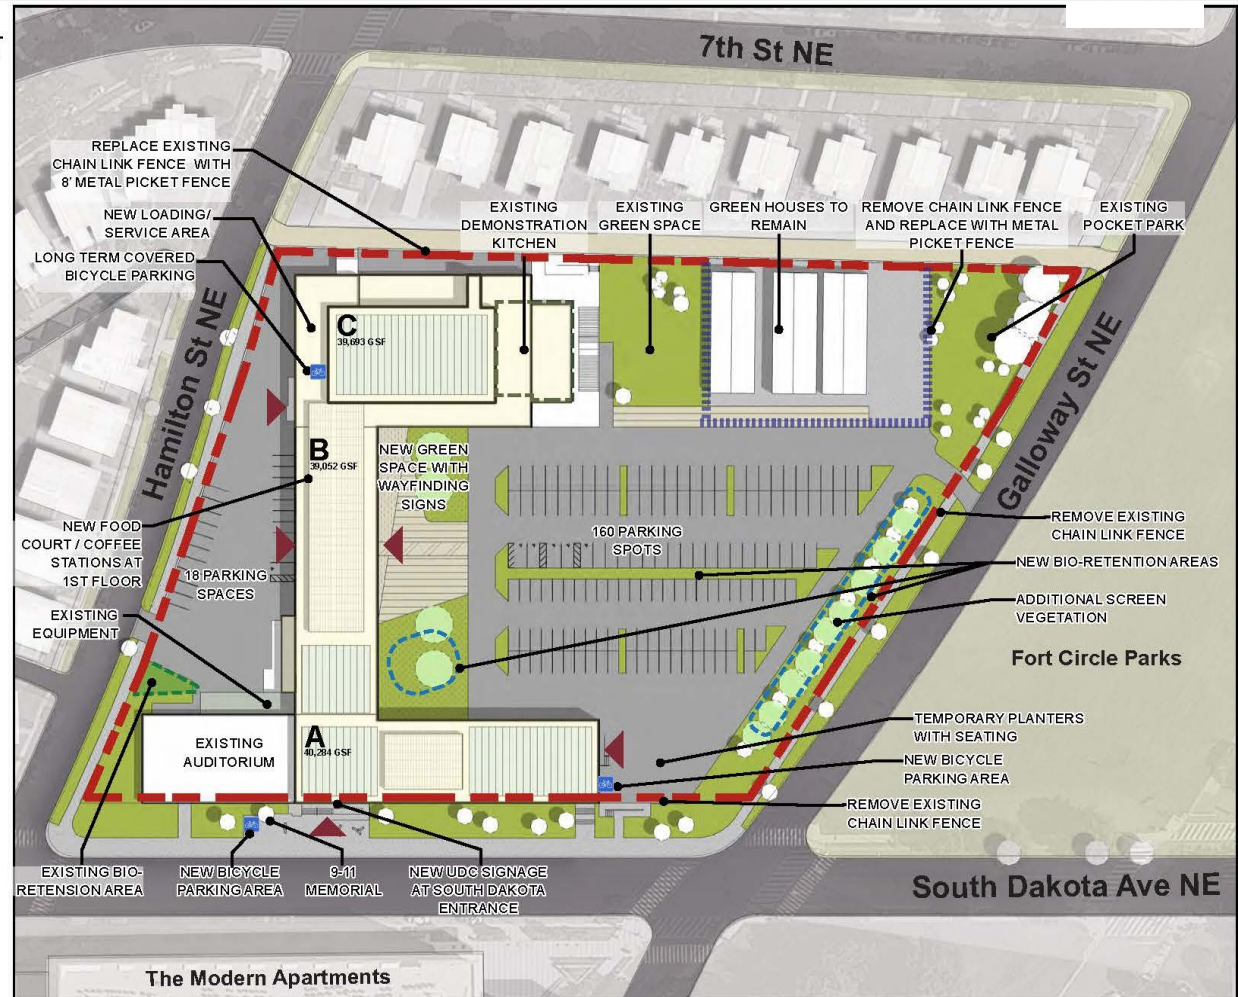 7th St NE
REPLACE EXISTING
CHAIN LINK FENCE WITH
8' METAL PICKET FENCE
NEW LOADING/
SERVICE AREA
LONG TERM COVERED
BICYCLE PARKING
EXISTING
DEMONSTRATION
KITCHEN
EXISTING
GREEN SPACE
GREEN HOUSES TO
REMAIN
REMOVE CHAIN LINK FENCE
AND REPLACE WITH METAL
PICKET FENCE
EXISTING
POCKET PARK
Hamilton St NE
Galloway St NE
C
39,693 GSF
B
39,052 GSF
NEW GREEN
SPACE WITH
WAYFINDING
SIGNS
NEW FOOD
COURT / COFFEE
STATIONS AT
1ST FLOOR
18 PARKING
SPACES
160 PARKING
SPOTS
REMOVE EXISTING
CHAIN LINK FENCE
NEW BIO-RETENTION AREAS
ADDITIONAL SCREEN
VEGETATION
Fort Circle Parks
EXISTING
EQUIPMENT
EXISTING
AUDITORIUM
A
40,284 GSF
TEMPORARY PLANTERS
WITH SEATING
NEW BICYCLE
PARKING AREA
REMOVE EXISTING
CHAIN LINK FENCE
EXISTING BIO-
RETENSION AREA
NEW BICYCLE
PARKING AREA
9-11
MEMORIAL
NEW UDC SIGNAGE
AT SOUTH DAKOTA
ENTRANCE
South Dakota Ave NE
The Modern Apartments